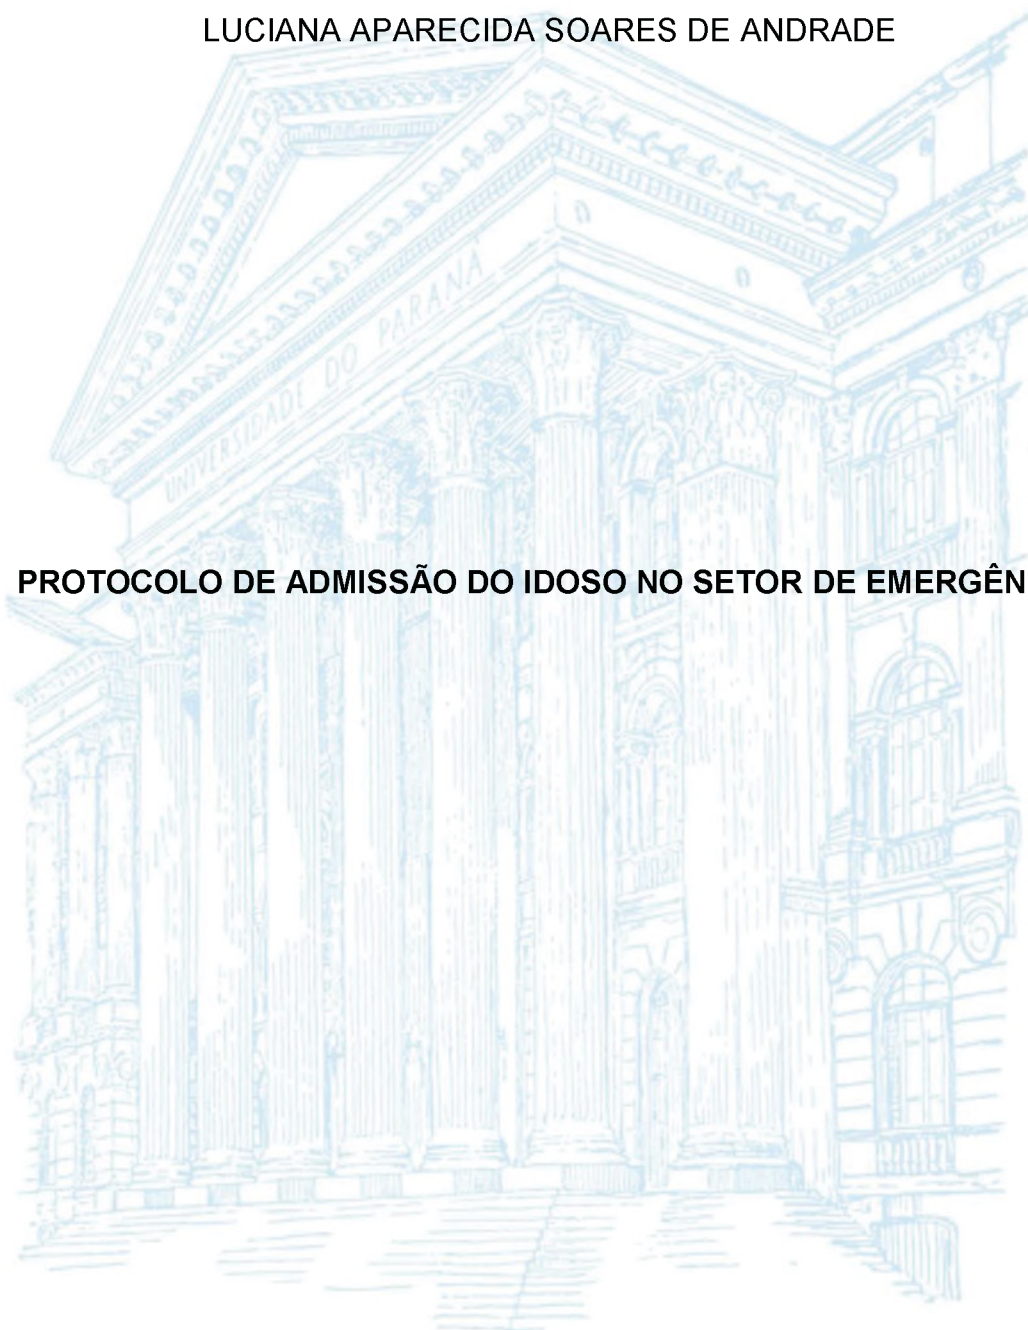 LUCIANA APARECIDA SOARES DE ANDRADE
UNIVERSIDADE DO PARANÁ
PROTOCOLO DE ADMISSÃO DO IDOSO NO SETOR DE EMERGÊN